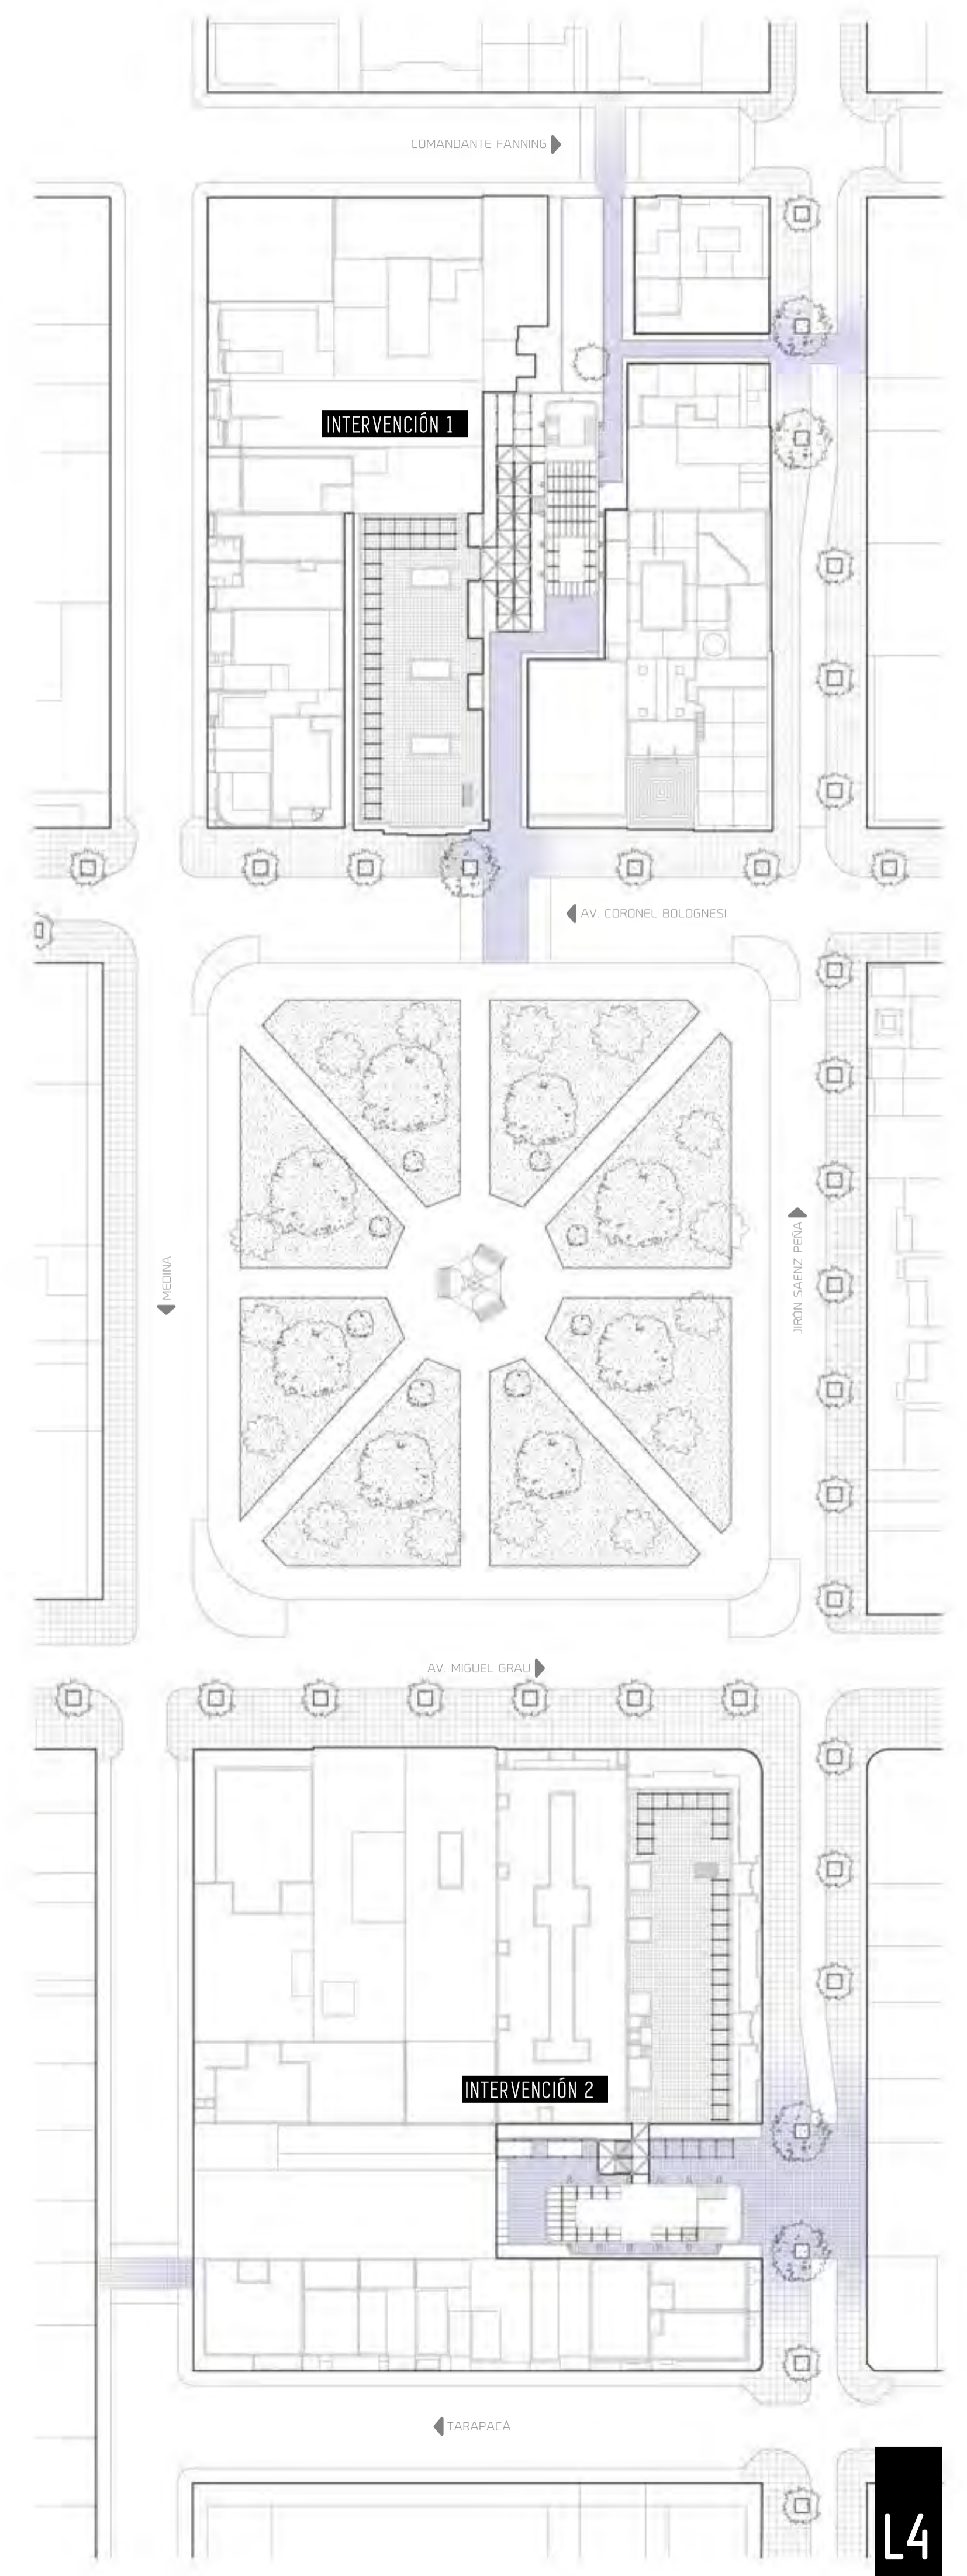 COMANDANTE FANNING
INTERVENCIÓN 1
AV. CORONEL BOLOGNESI
MEDINA
JIRÓN SAENZ PEÑA
AV. MIGUEL GRAU
INTERVENCIÓN 2
TARAPACÁ
L4